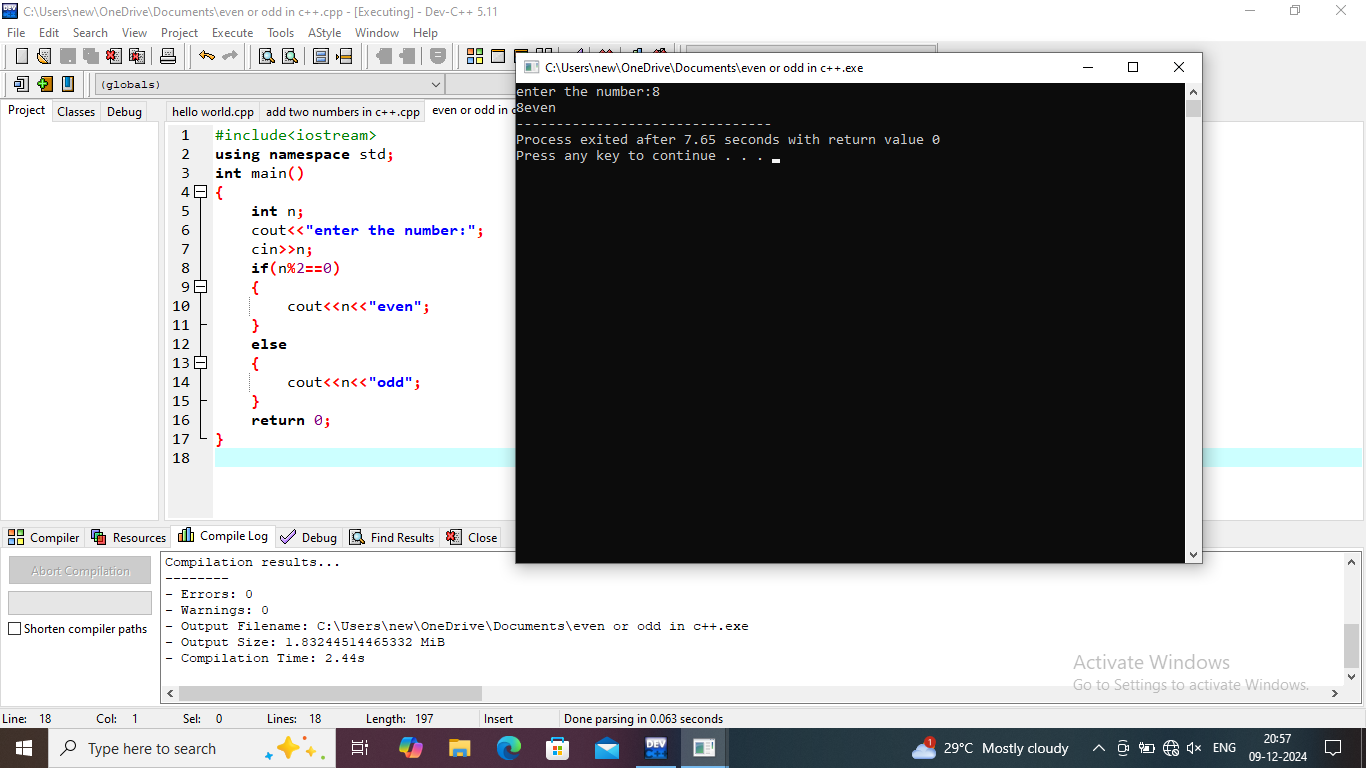 C:\Users\new\OneDrive\Documents\even or odd in c++.cpp - [Executing] - Dev-C++ 5.11
File Edit Search View Project Execute Tools AStyle Window Help
(globals)
Project Classes Debug
hello world.cpp add two numbers in c++.cpp even or odd in
1 #include<iostream>
2 using namespace std;
3 int main()
4 {
5 int n;
6 cout<<"enter the number:";
7 cin>>n;
8 if(n%2==0)
9 {
10 cout<<n<<"even";
11 }
12 else
13 {
14 cout<<n<<"odd";
15 }
16 return 0;
17 }
18
C:\Users\new\OneDrive\Documents\even or odd in c++.exe
enter the number:8
8even
--------------------------------
Process exited after 7.65 seconds with return value 0
Press any key to continue . . .
Compiler Resources Compile Log Debug Find Results Close
Abort Compilation
Shorten compiler paths
Compilation results...
--------
- Errors: 0
- Warnings: 0
- Output Filename: C:\Users\new\OneDrive\Documents\even or odd in c++.exe
- Output Size: 1.83244514465332 MiB
- Compilation Time: 2.44s
Activate Windows
Go to Settings to activate Windows.
Line: 18 Col: 1 Sel: 0 Lines: 18 Length: 197 Insert Done parsing in 0.063 seconds
Type here to search
DEV
1
29°C Mostly cloudy
ENG
20:57
09-12-2024